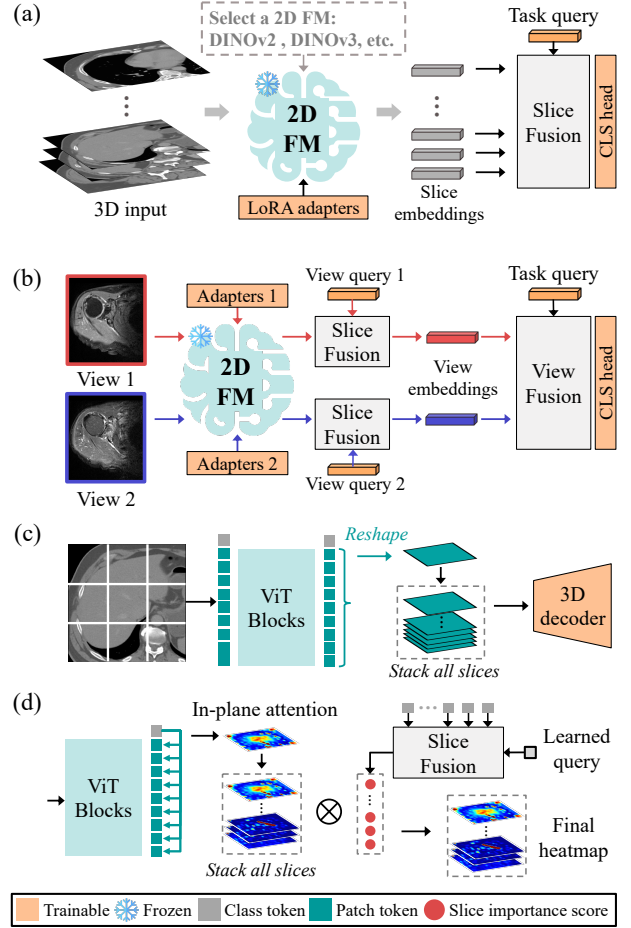 (a)
Select a 2D FM:
DINOv2 , DINOv3, etc.
Task query
2D
FM
Slice
Fusion
CLS head
LoRA adapters
3D input
Slice
embeddings
(b)
View query 1
Task query
Adapters 1
Slice
Fusion
View 1
2D
FM
View
embeddings
View
Fusion
CLS head
Slice
Fusion
Adapters 2
View query 2
View 2
(c)
Reshape
ViT
Blocks
3D
decoder
Stack all slices
(d)
In-plane attention
Slice
Fusion
Learned
query
ViT
Blocks
Final
heatmap
Stack all slices
Trainable
Frozen
Class token
Patch token
Slice importance score